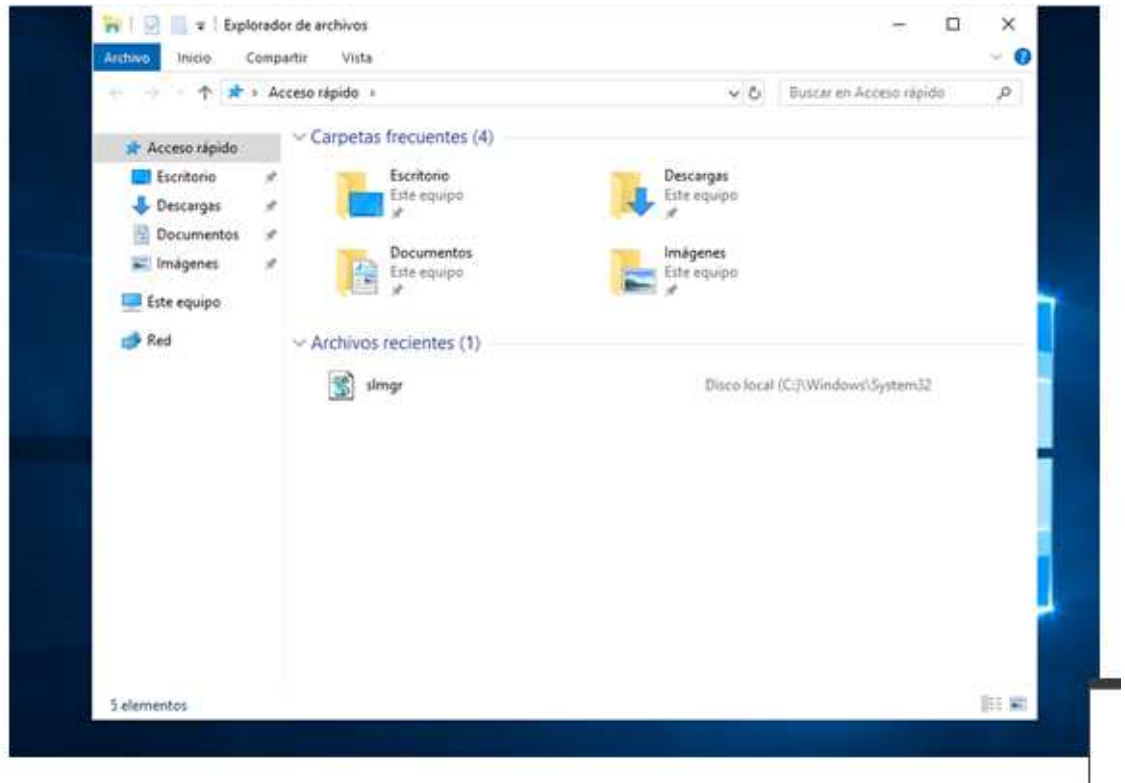 Explorador de archivos
Archivo Inicio Compartir Vista
Acceso rápido
Buscar en Acceso rápido
Acceso rápido
Escritorio
Descargas
Documentos
Imágenes
Este equipo
Red
Carpetas frecuentes (4)
Escritorio
Este equipo
Descargas
Este equipo
Documentos
Este equipo
Imágenes
Este equipo
Archivos recientes (1)
slmgr
Disco local (C:)\Windows\System32
5 elementos